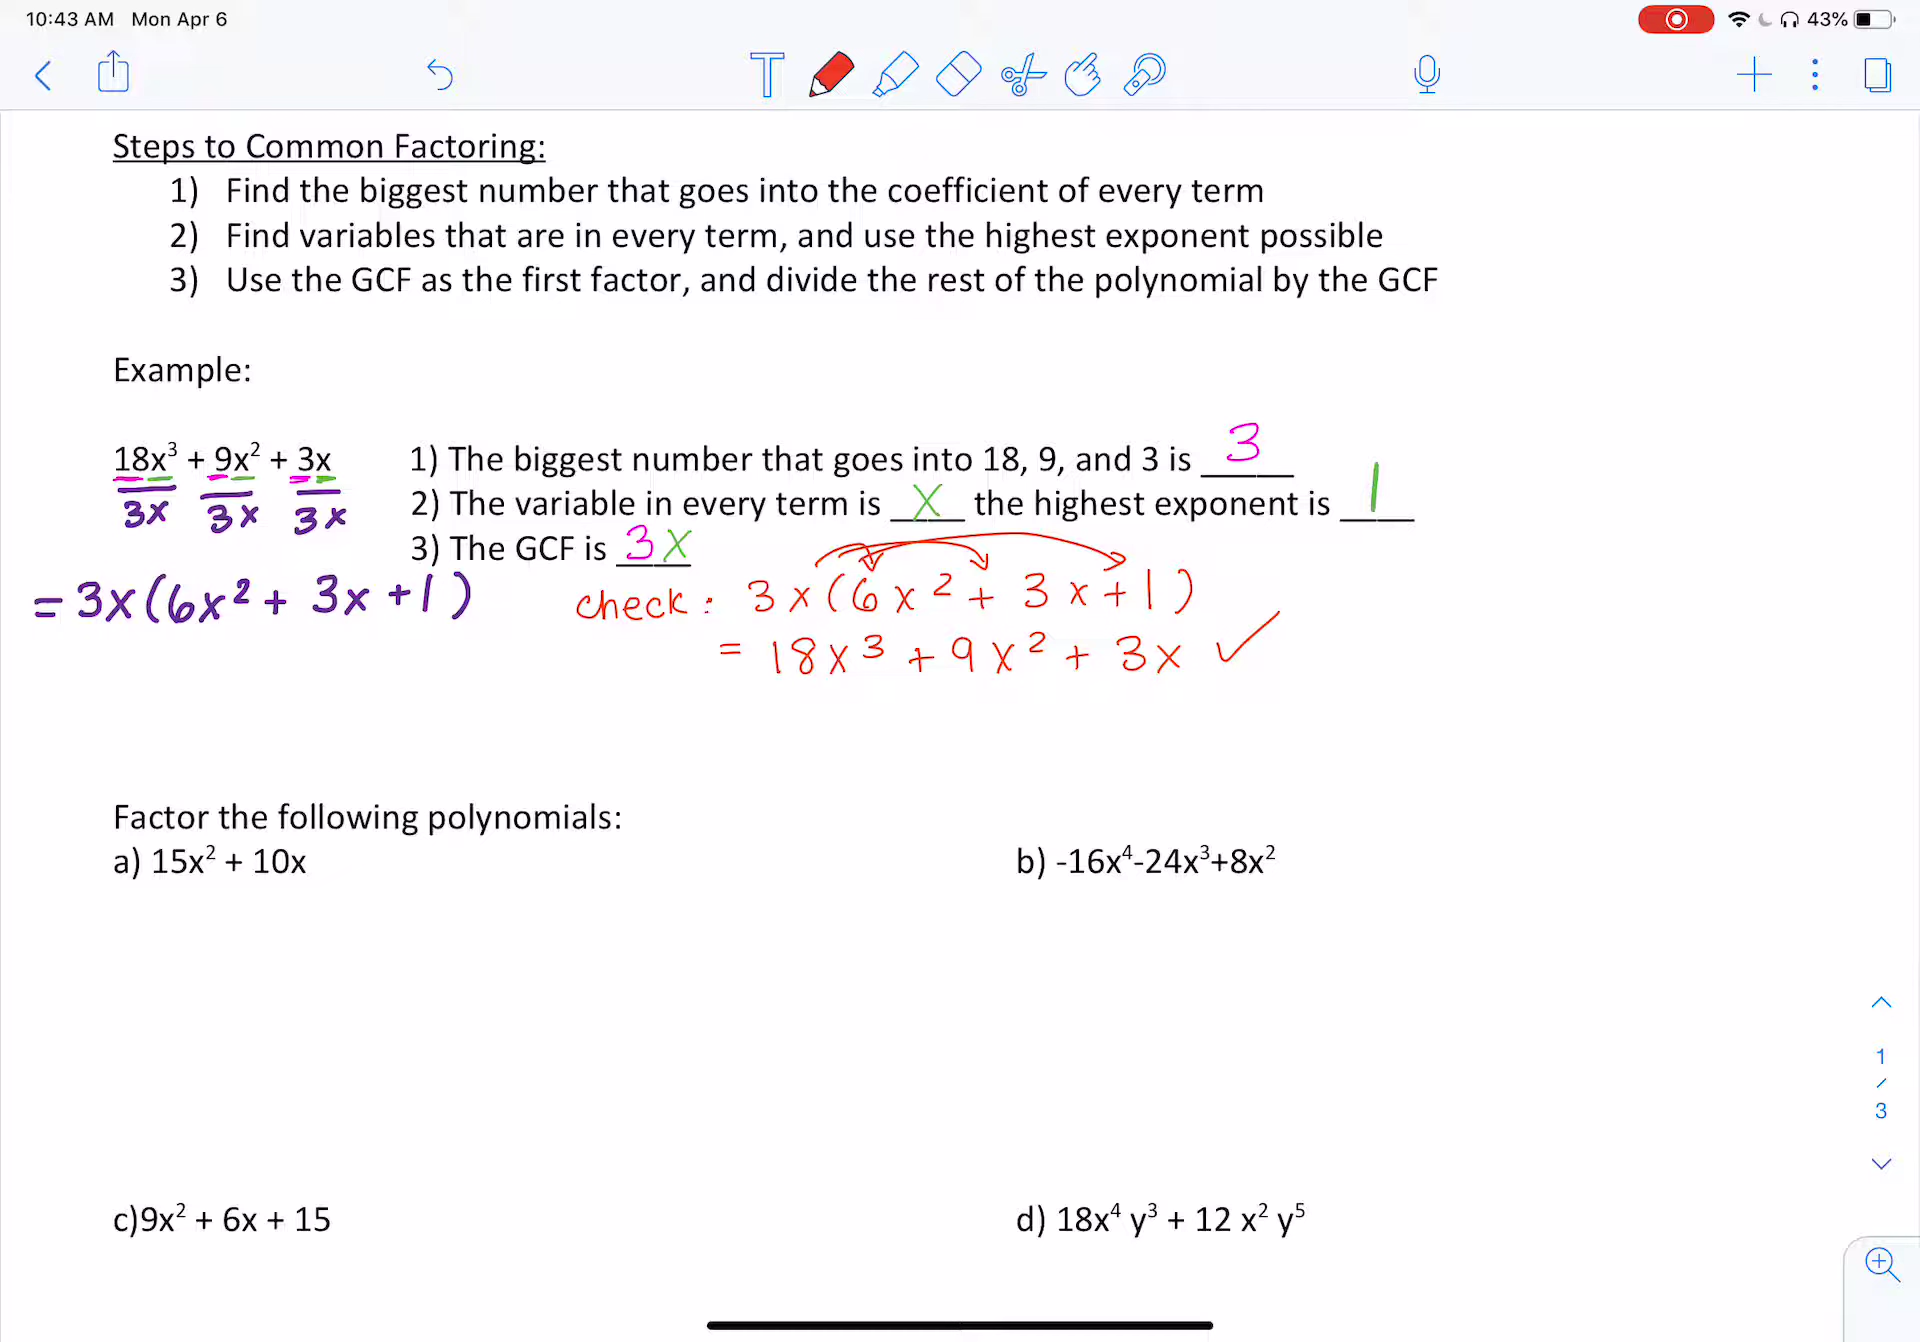 10:43 AM Mon Apr 6 43%
Steps to Common Factoring:
1) Find the biggest number that goes into the coefficient of every term
2) Find variables that are in every term, and use the highest exponent possible
3) Use the GCF as the first factor, and divide the rest of the polynomial by the GCF
Example:
18x³ + 9x² + 3x 1) The biggest number that goes into 18, 9, and 3 is 3
3x 3x 3x 2) The variable in every term is x the highest exponent is 1
3) The GCF is 3x
= 3x(6x² + 3x + 1) check: 3x(6x² + 3x + 1)
= 18x³ + 9x² + 3x ✓
Factor the following polynomials:
a) 15x² + 10x b) -16x⁴-24x³+8x²
1
/
3
c)9x² + 6x + 15 d) 18x⁴ y³ + 12 x² y⁵